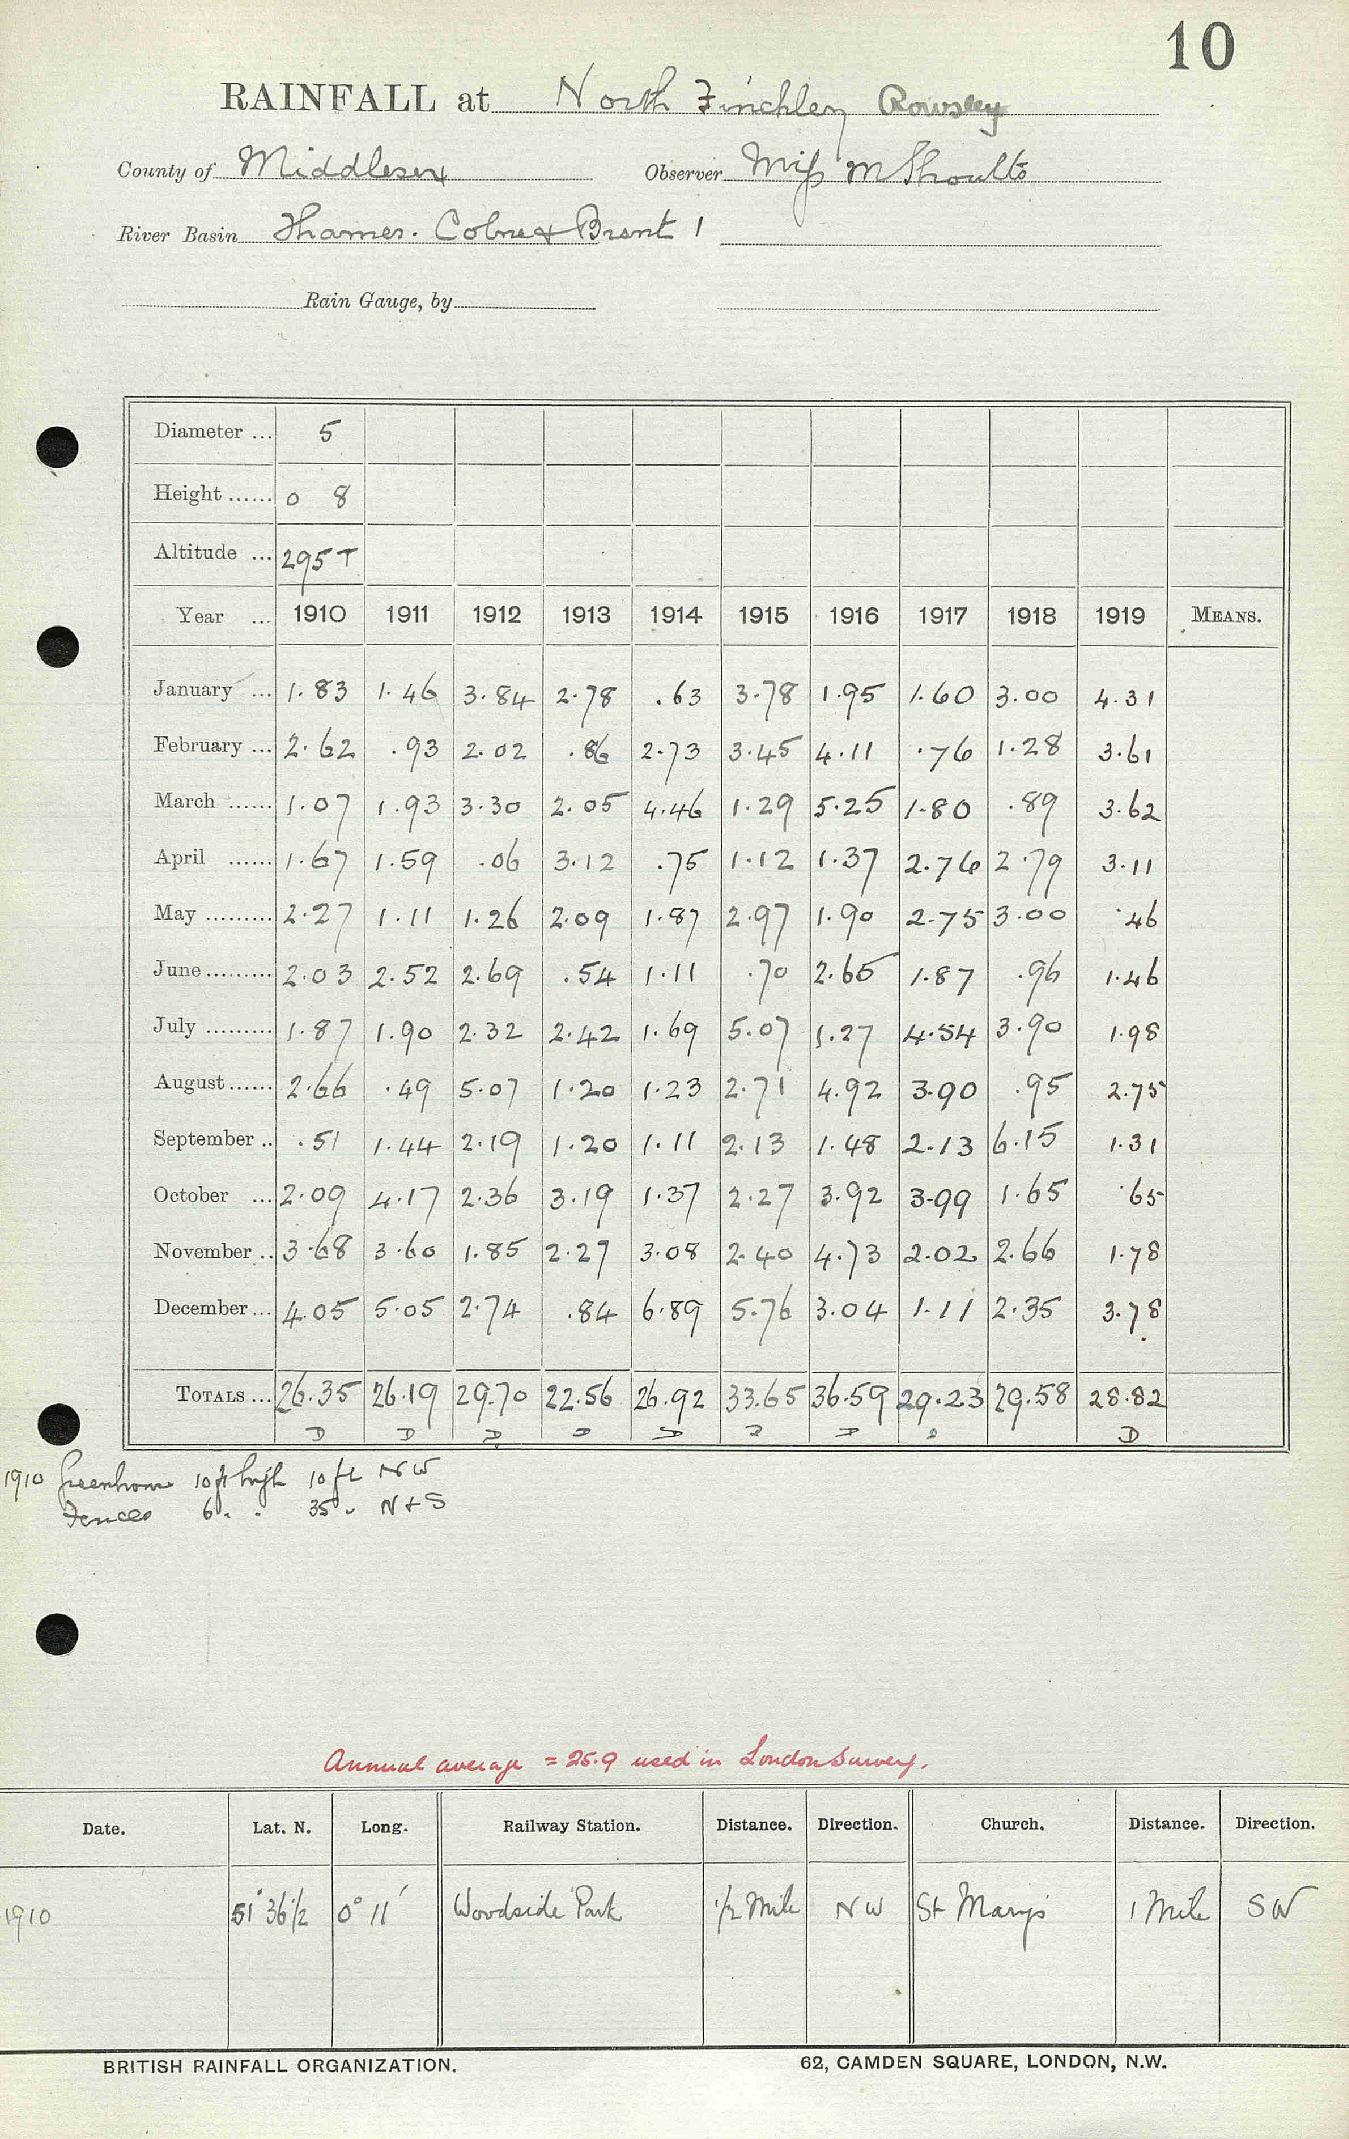 10
RAINFALL at North Finchley Rowsley
County of Middlesex Observer Miss M Shoults
River Basin Thames. Colne & Brent 1
Rain Gauge, by
Diameter ... 5
Height ...... 0 8
Altitude ... 295 T
Year ... 1910 1911 1912 1913 1914 1915 1916 1917 1918 1919 MEANS.
January ... 1.83 1.46 3.84 2.78 .63 3.78 1.95 1.60 3.00 4.31
February ... 2.62 .93 2.02 .86 2.73 3.45 4.11 .76 1.28 3.61
March ...... 1.07 1.93 3.30 2.05 4.46 1.29 5.25 1.80 .89 3.62
April ...... 1.67 1.59 .06 3.12 .75 1.12 1.37 2.76 2.79 3.11
May ......... 2.27 1.11 1.26 2.09 1.87 2.97 1.90 2.75 3.00 .46
June ......... 2.03 2.52 2.69 .54 1.11 .70 2.65 1.87 .96 1.46
July ......... 1.87 1.90 2.32 2.42 1.69 5.07 1.27 4.54 3.90 1.98
August ...... 2.66 .49 5.07 1.20 1.23 2.71 4.92 3.90 .95 2.75
September .. .51 1.44 2.19 1.20 1.11 2.13 1.48 2.13 6.15 1.31
October ... 2.09 4.17 2.36 3.19 1.37 2.27 3.92 3.99 1.65 .65
November .. 3.68 3.60 1.85 2.27 3.08 2.40 4.73 2.02 2.66 1.78
December ... 4.05 5.05 2.74 .84 6.89 5.76 3.04 1.11 2.35 3.78
TOTALS ... 26.35 26.19 29.70 22.56 26.92 33.65 36.59 29.23 29.58 28.82
D D D D D D D D D
1910 Greenhouse 10 ft high 10 ft NW
Fences 6 " " 35 " N & S
Annual average = 25.9 used in London Survey.
Date. Lat. N. Long. Railway Station. Distance. Direction. Church. Distance. Direction.
1910 51° 36 1/2 0° 11' Woodside Park 1/2 Mile NW St Mary's 1 Mile SW
BRITISH RAINFALL ORGANIZATION. 62, CAMDEN SQUARE, LONDON, N.W.